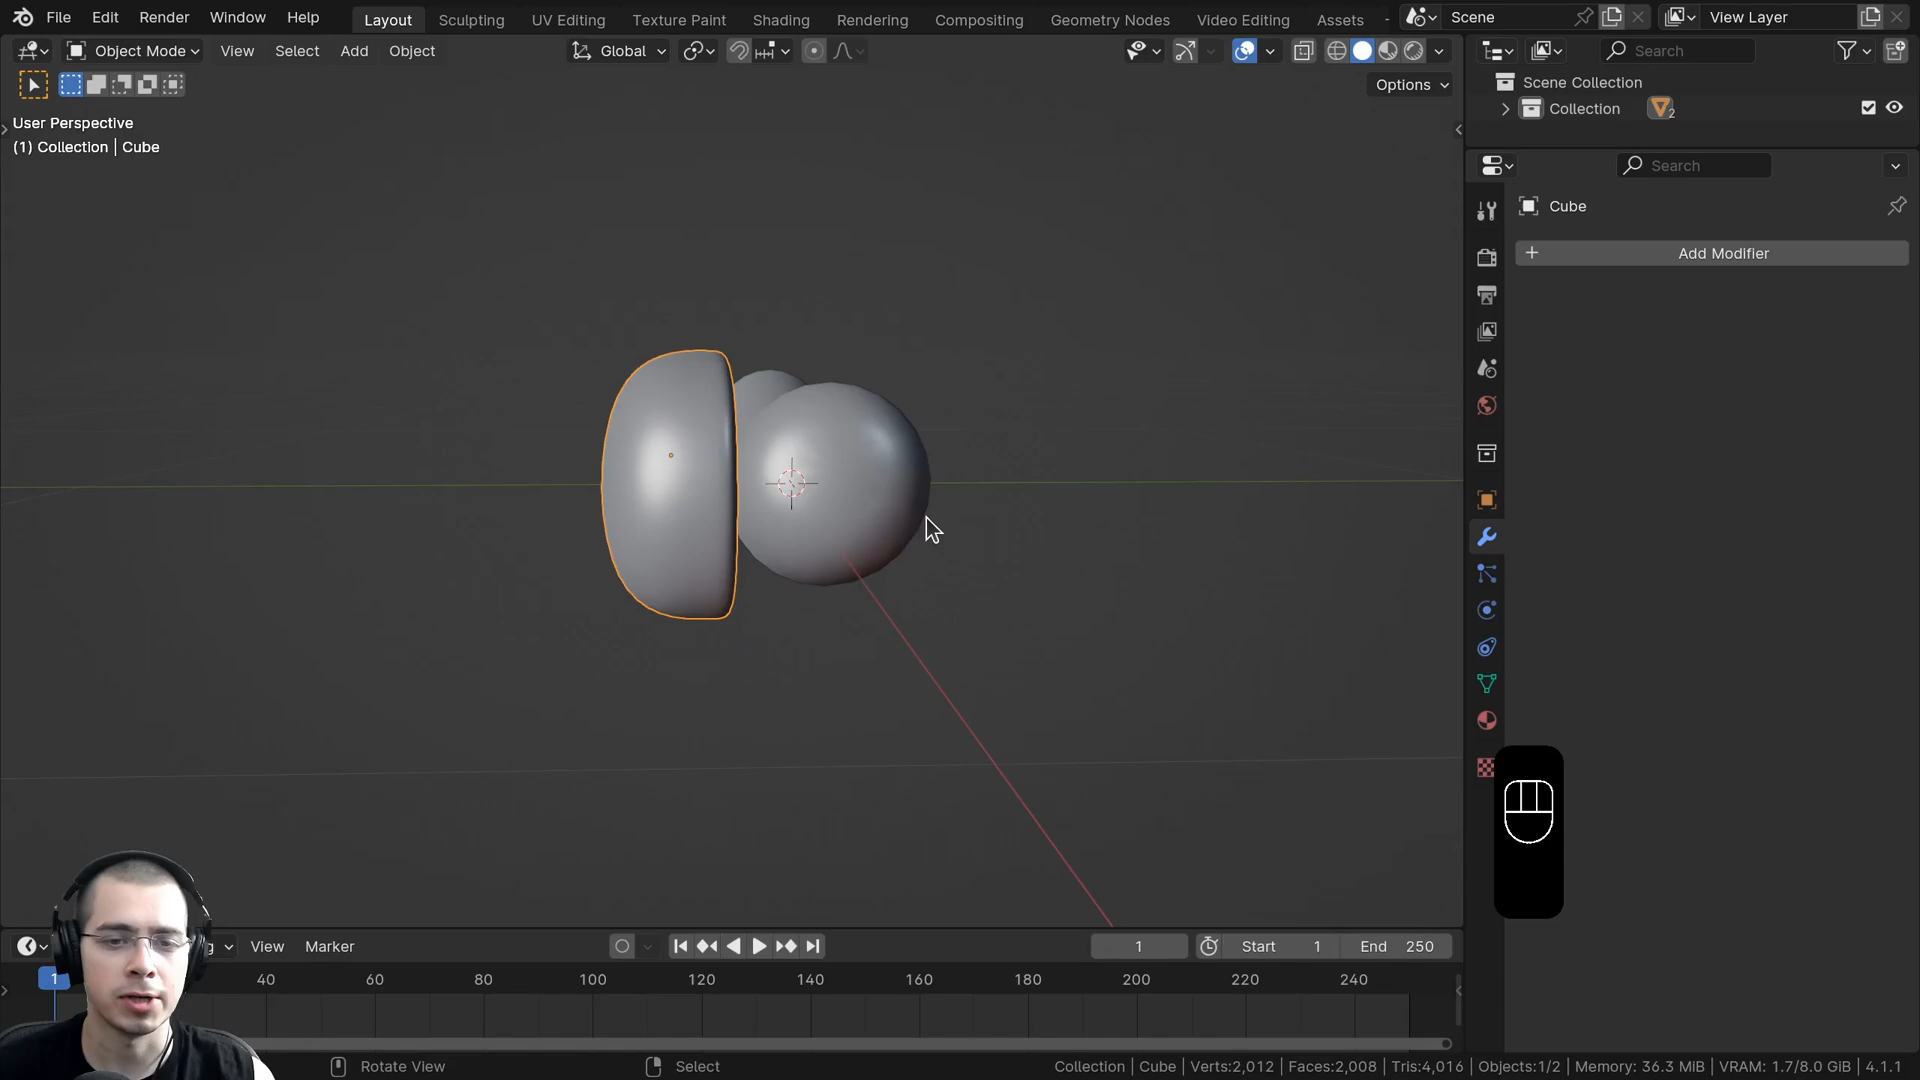 File Edit Render Window Help Layout Sculpting UV Editing Texture Paint Shading Rendering Compositing Geometry Nodes Video Editing Assets Scene View Layer
Object Mode View Select Add Object Global Search
Options
User Perspective
(1) Collection | Cube
Scene Collection
Collection 2
Search
Cube
Add Modifier
View Marker 1 Start 1 End 250
1 40 60 80 100 120 140 160 180 200 220 240
Rotate View Select Collection | Cube | Verts:2,012 | Faces:2,008 | Tris:4,016 | Objects:1/2 | Memory: 36.3 MiB | VRAM: 1.7/8.0 GiB | 4.1.1